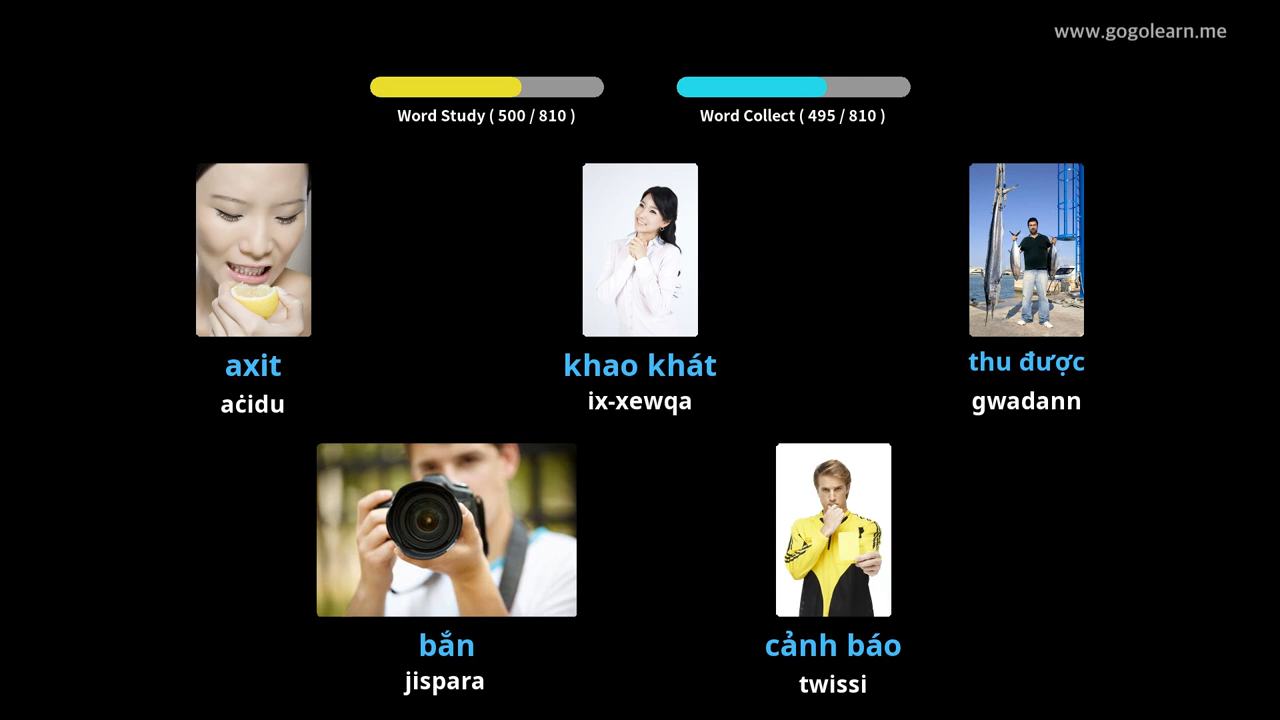 www.gogolearn.me
Word Study ( 500 / 810 )
Word Collect ( 495 / 810 )
axit
aċidu
khao khát
ix-xewqa
thu được
gwadann
bắn
jispara
cảnh báo
twissi